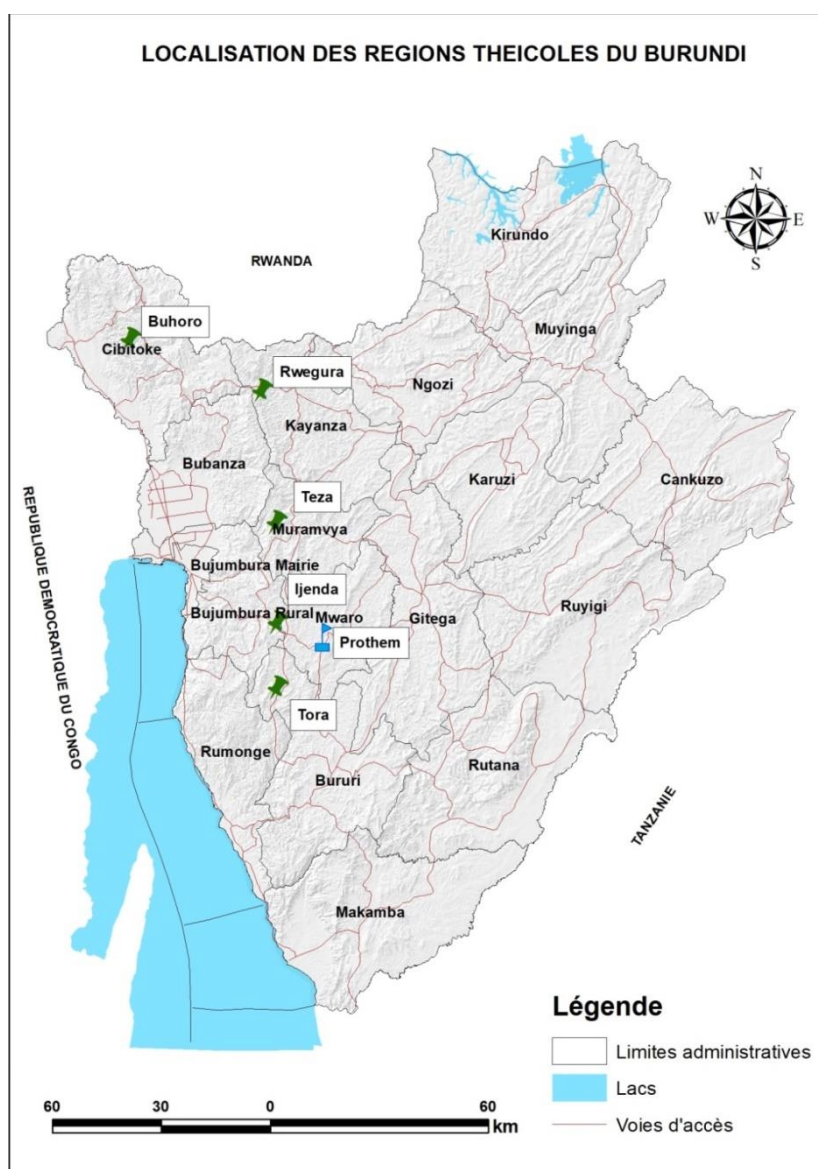 LOCALISATION DES REGIONS THEICOLES DU BURUNDI
N
W E
S
Kirundo
RWANDA
Buhoro
Cibitoke
Muyinga
Rwegura
Ngozi
Kayanza
Bubanza
Karuzi
Cankuzo
Teza
Muramvya
REPUBLIQUE DEMOCRATIQUE DU CONGO
Bujumbura Mairie
Ijenda
Bujumbura Rural
Mwaro
Gitega
Ruyigi
Prothem
Tora
Rumonge
Bururi
Rutana
TANZANIE
Makamba
Légende
Limites administratives
Lacs
Voies d'accès
60 30 0 60
km